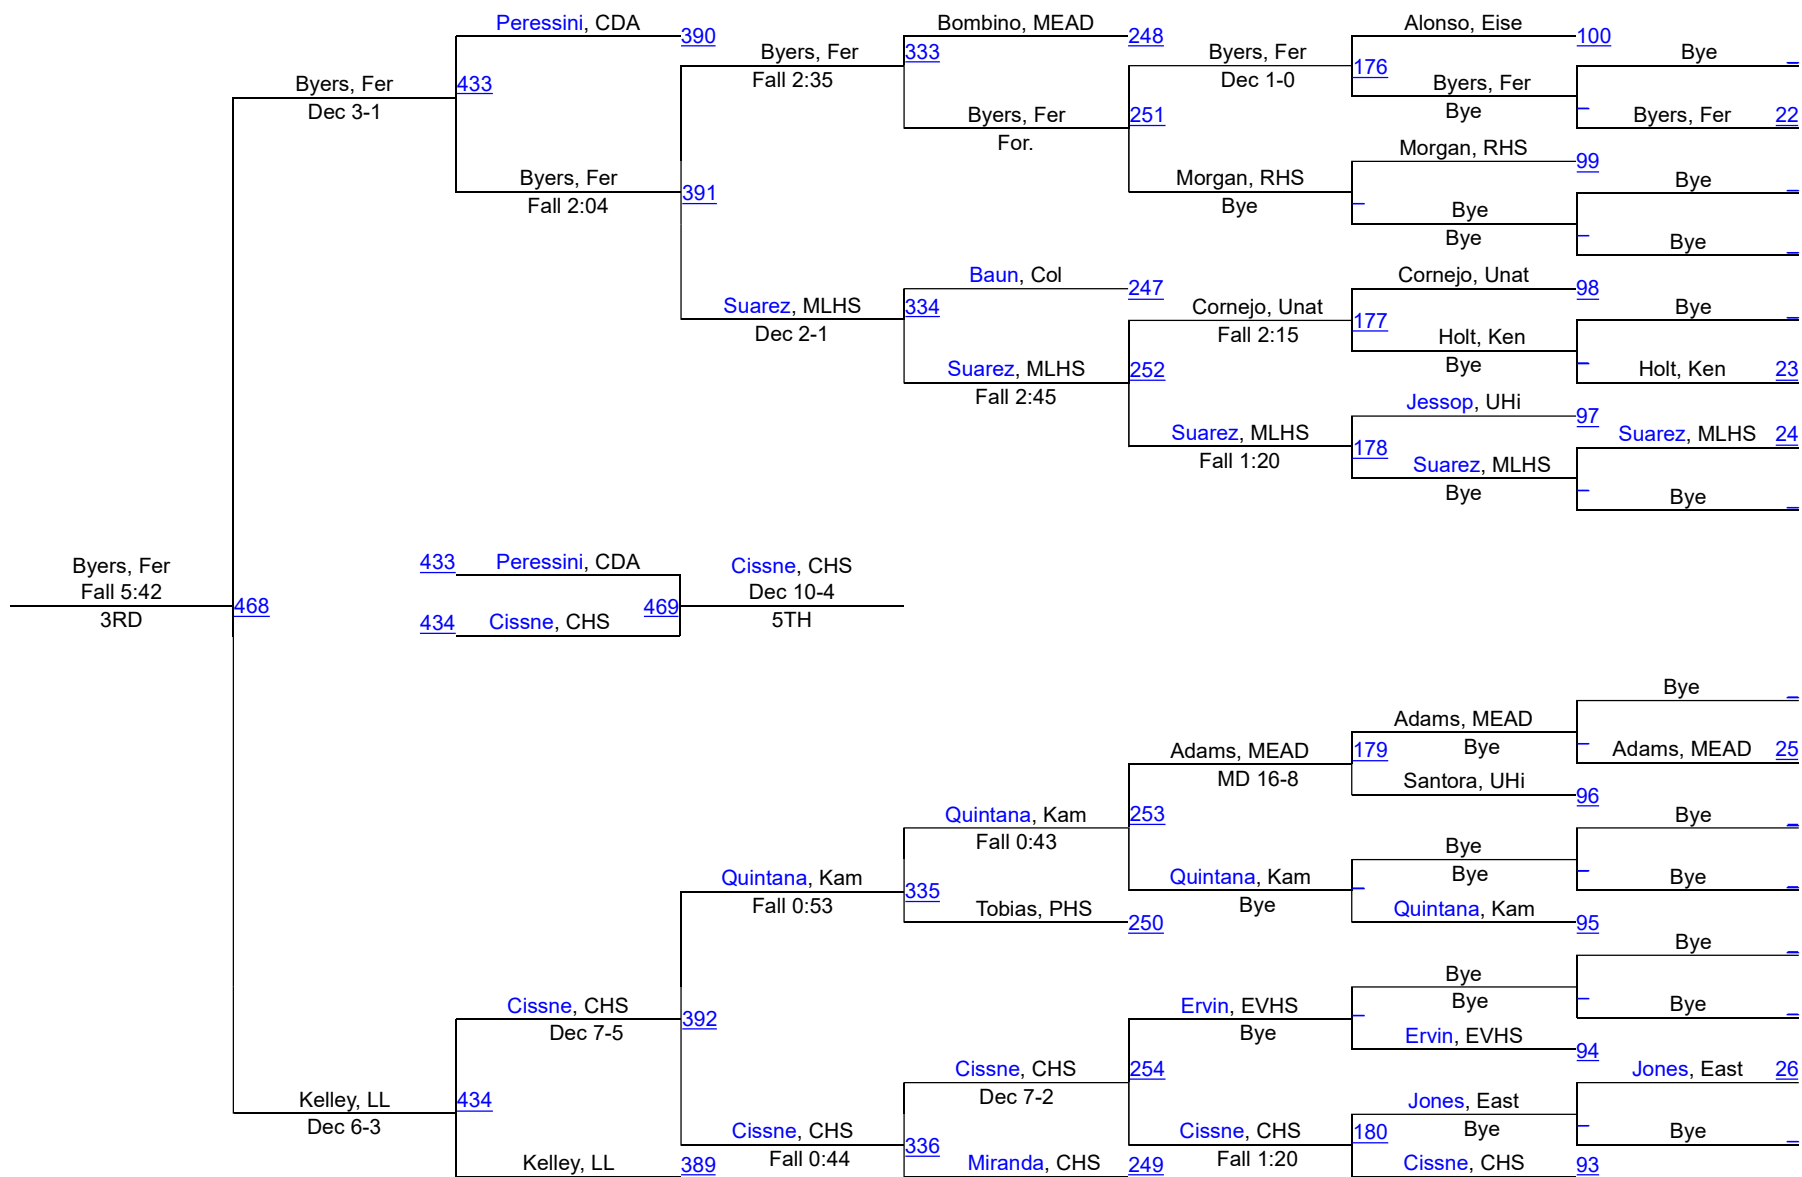 Peressini, CDA 390
Bombino, MEAD 248
Alonso, Eise 100
Byers, Fer 333
Byers, Fer
Bye _
Byers, Fer 433
Fall 2:35
Dec 1-0
176 Byers, Fer
Dec 3-1
Byers, Fer 251
Bye
_ Byers, Fer 22
For.
Morgan, RHS 99
Byers, Fer 391
Morgan, RHS _
Bye _
Fall 2:04
Bye
Bye
Bye
_ Bye _
Baun, Col 247
Cornejo, Unat 98
Suarez, MLHS 334
Cornejo, Unat
Bye _
Dec 2-1
Fall 2:15
177 Holt, Ken
Suarez, MLHS 252
Bye
_ Holt, Ken 23
Fall 2:45
Jessop, UHi 97
Suarez, MLHS 178
Suarez, MLHS 24
Fall 1:20
Suarez, MLHS
Bye
_ Bye _
Byers, Fer
433 Peressini, CDA
Cissne, CHS
Fall 5:42
Dec 10-4
468
469
3RD
434 Cissne, CHS
5TH
Bye _
Adams, MEAD
Adams, MEAD 179
Bye
_ Adams, MEAD 25
MD 16-8
Santora, UHi 96
Quintana, Kam 253
Bye _
Fall 0:43
Bye
Quintana, Kam 335
Quintana, Kam _
Bye
_ Bye _
Fall 0:53
Tobias, PHS 250
Bye
Quintana, Kam 95
Bye _
Bye
Cissne, CHS 392
Ervin, EVHS _
Bye
_ Bye _
Dec 7-5
Bye
Ervin, EVHS 94
Cissne, CHS 254
Jones, East 26
Kelley, LL 434
Dec 7-2
Jones, East
Dec 6-3
Cissne, CHS 336
Cissne, CHS 180
Bye
_ Bye _
Kelley, LL 389
Fall 0:44
Miranda, CHS 249
Fall 1:20
Cissne, CHS 93